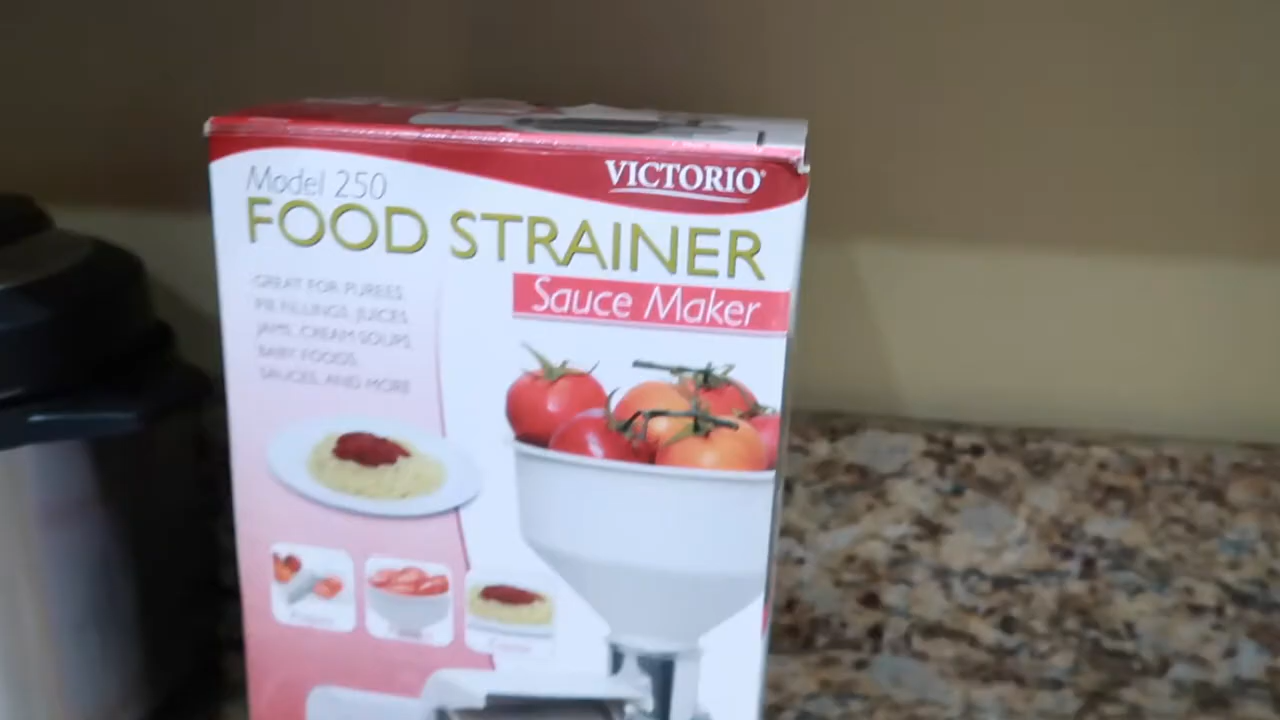 VICTORIO®
Model 250
FOOD STRAINER
Sauce Maker
GREAT FOR PUREES,
PIE FILLINGS, JUICES,
JAMS, CREAM SOUPS,
BABY FOODS,
SAUCES, AND MORE